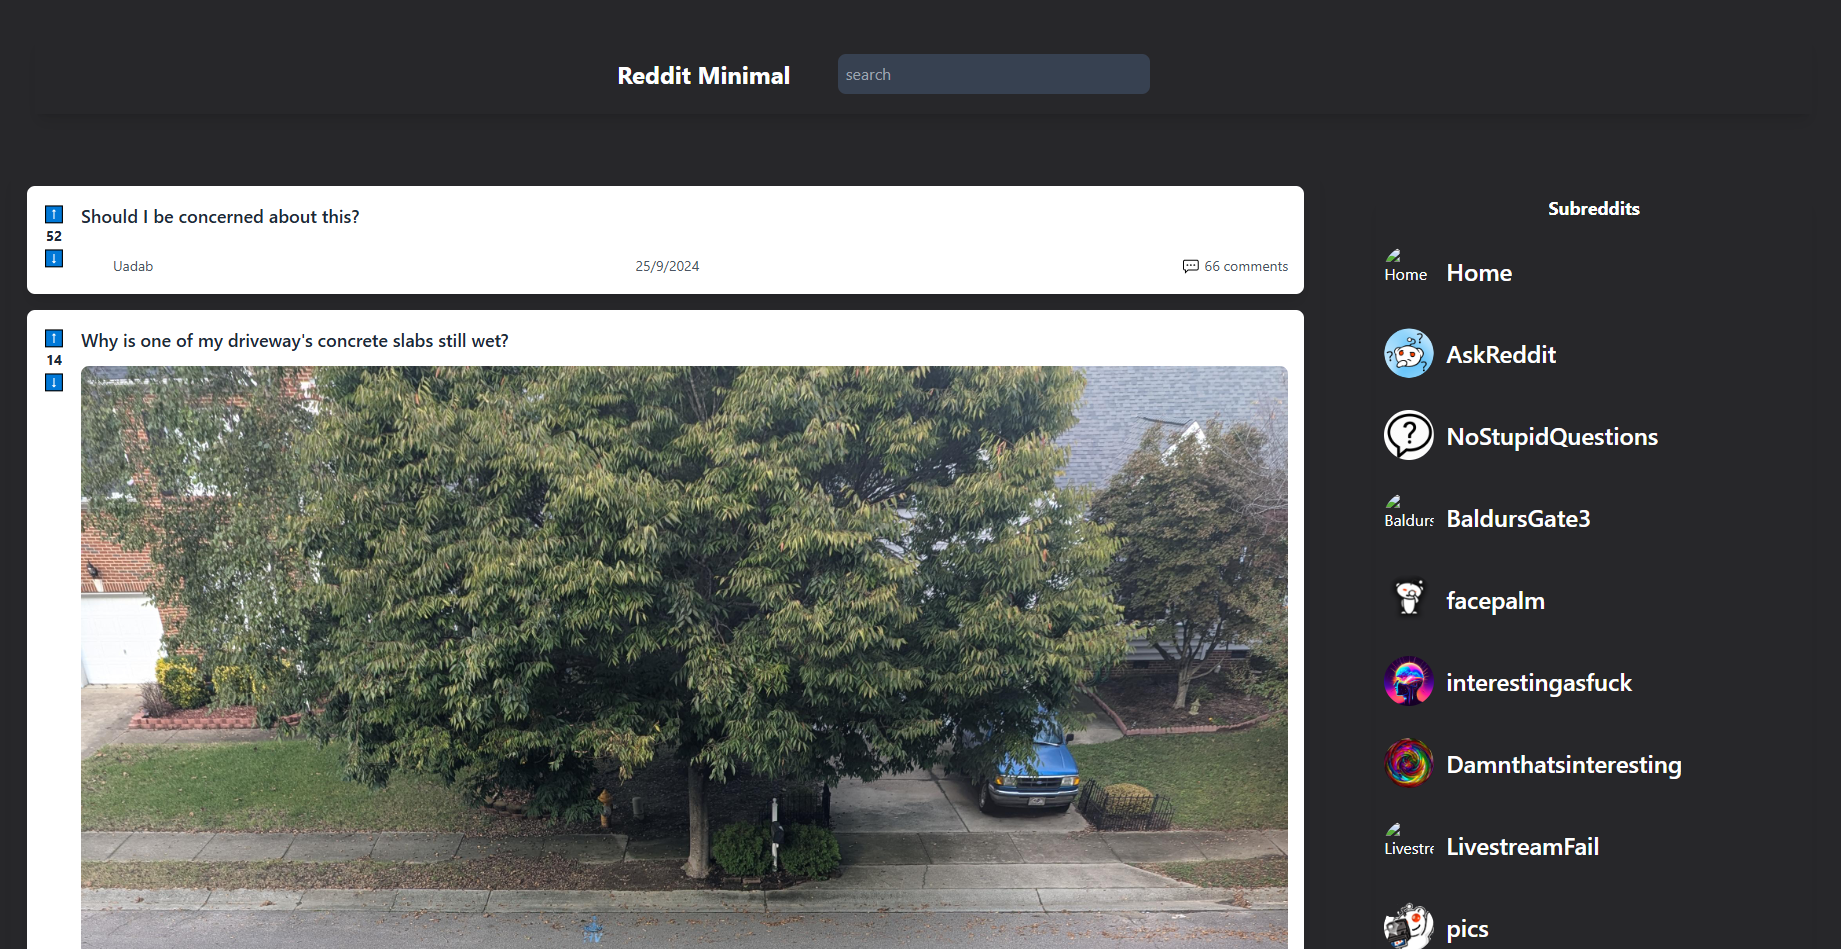 Reddit Minimal
search
Should I be concerned about this?
52
Uadab
25/9/2024
66 comments
Why is one of my driveway's concrete slabs still wet?
14
Subreddits
Home
Home
AskReddit
NoStupidQuestions
Baldurs
BaldursGate3
facepalm
interestingasfuck
Damnthatsinteresting
Livestre
LivestreamFail
pics